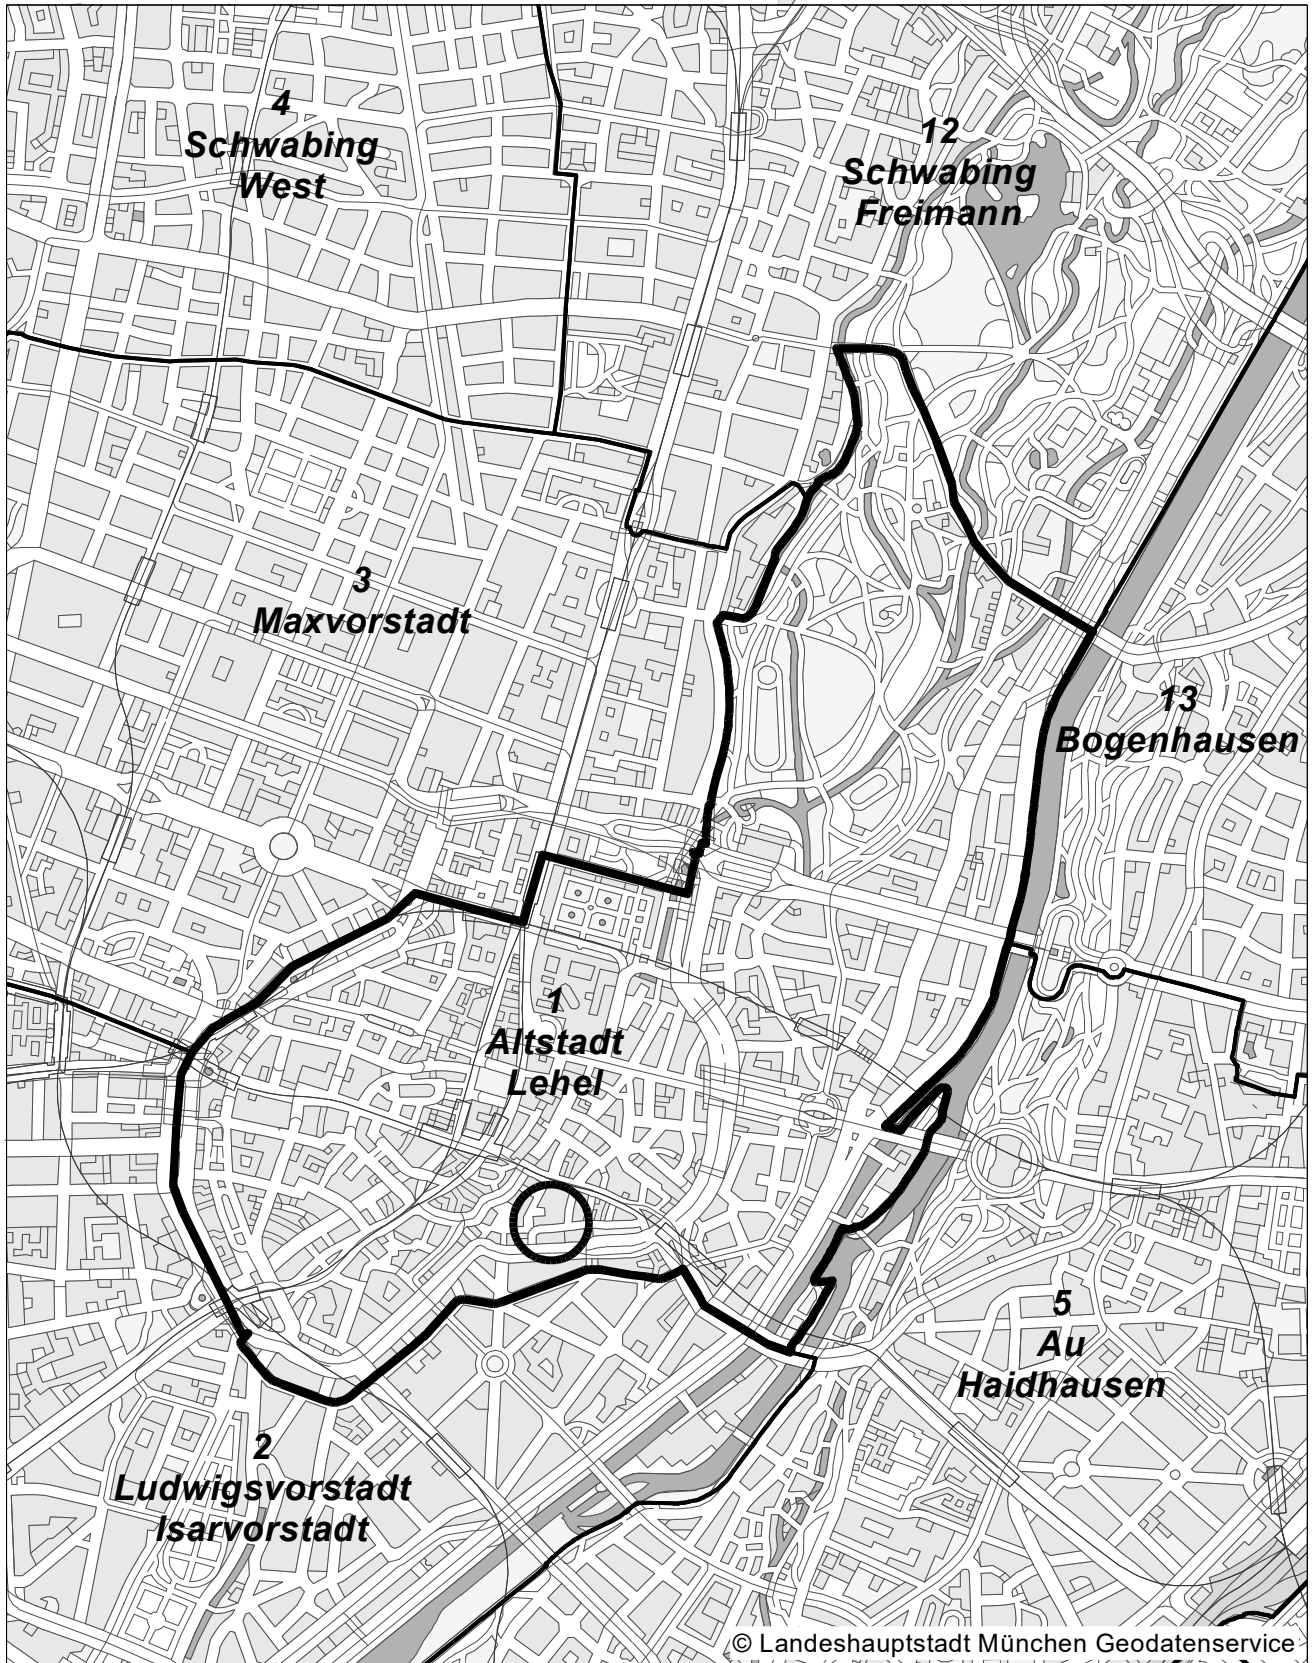 4
Schwabing
West
12
Schwabing
Freimann
3
Maxvorstadt
13
Bogenhausen
1
Altstadt
Lehel
5
Au
Haidhausen
2
Ludwigsvorstadt
Isarvorstadt
© Landeshauptstadt München Geodatenservice